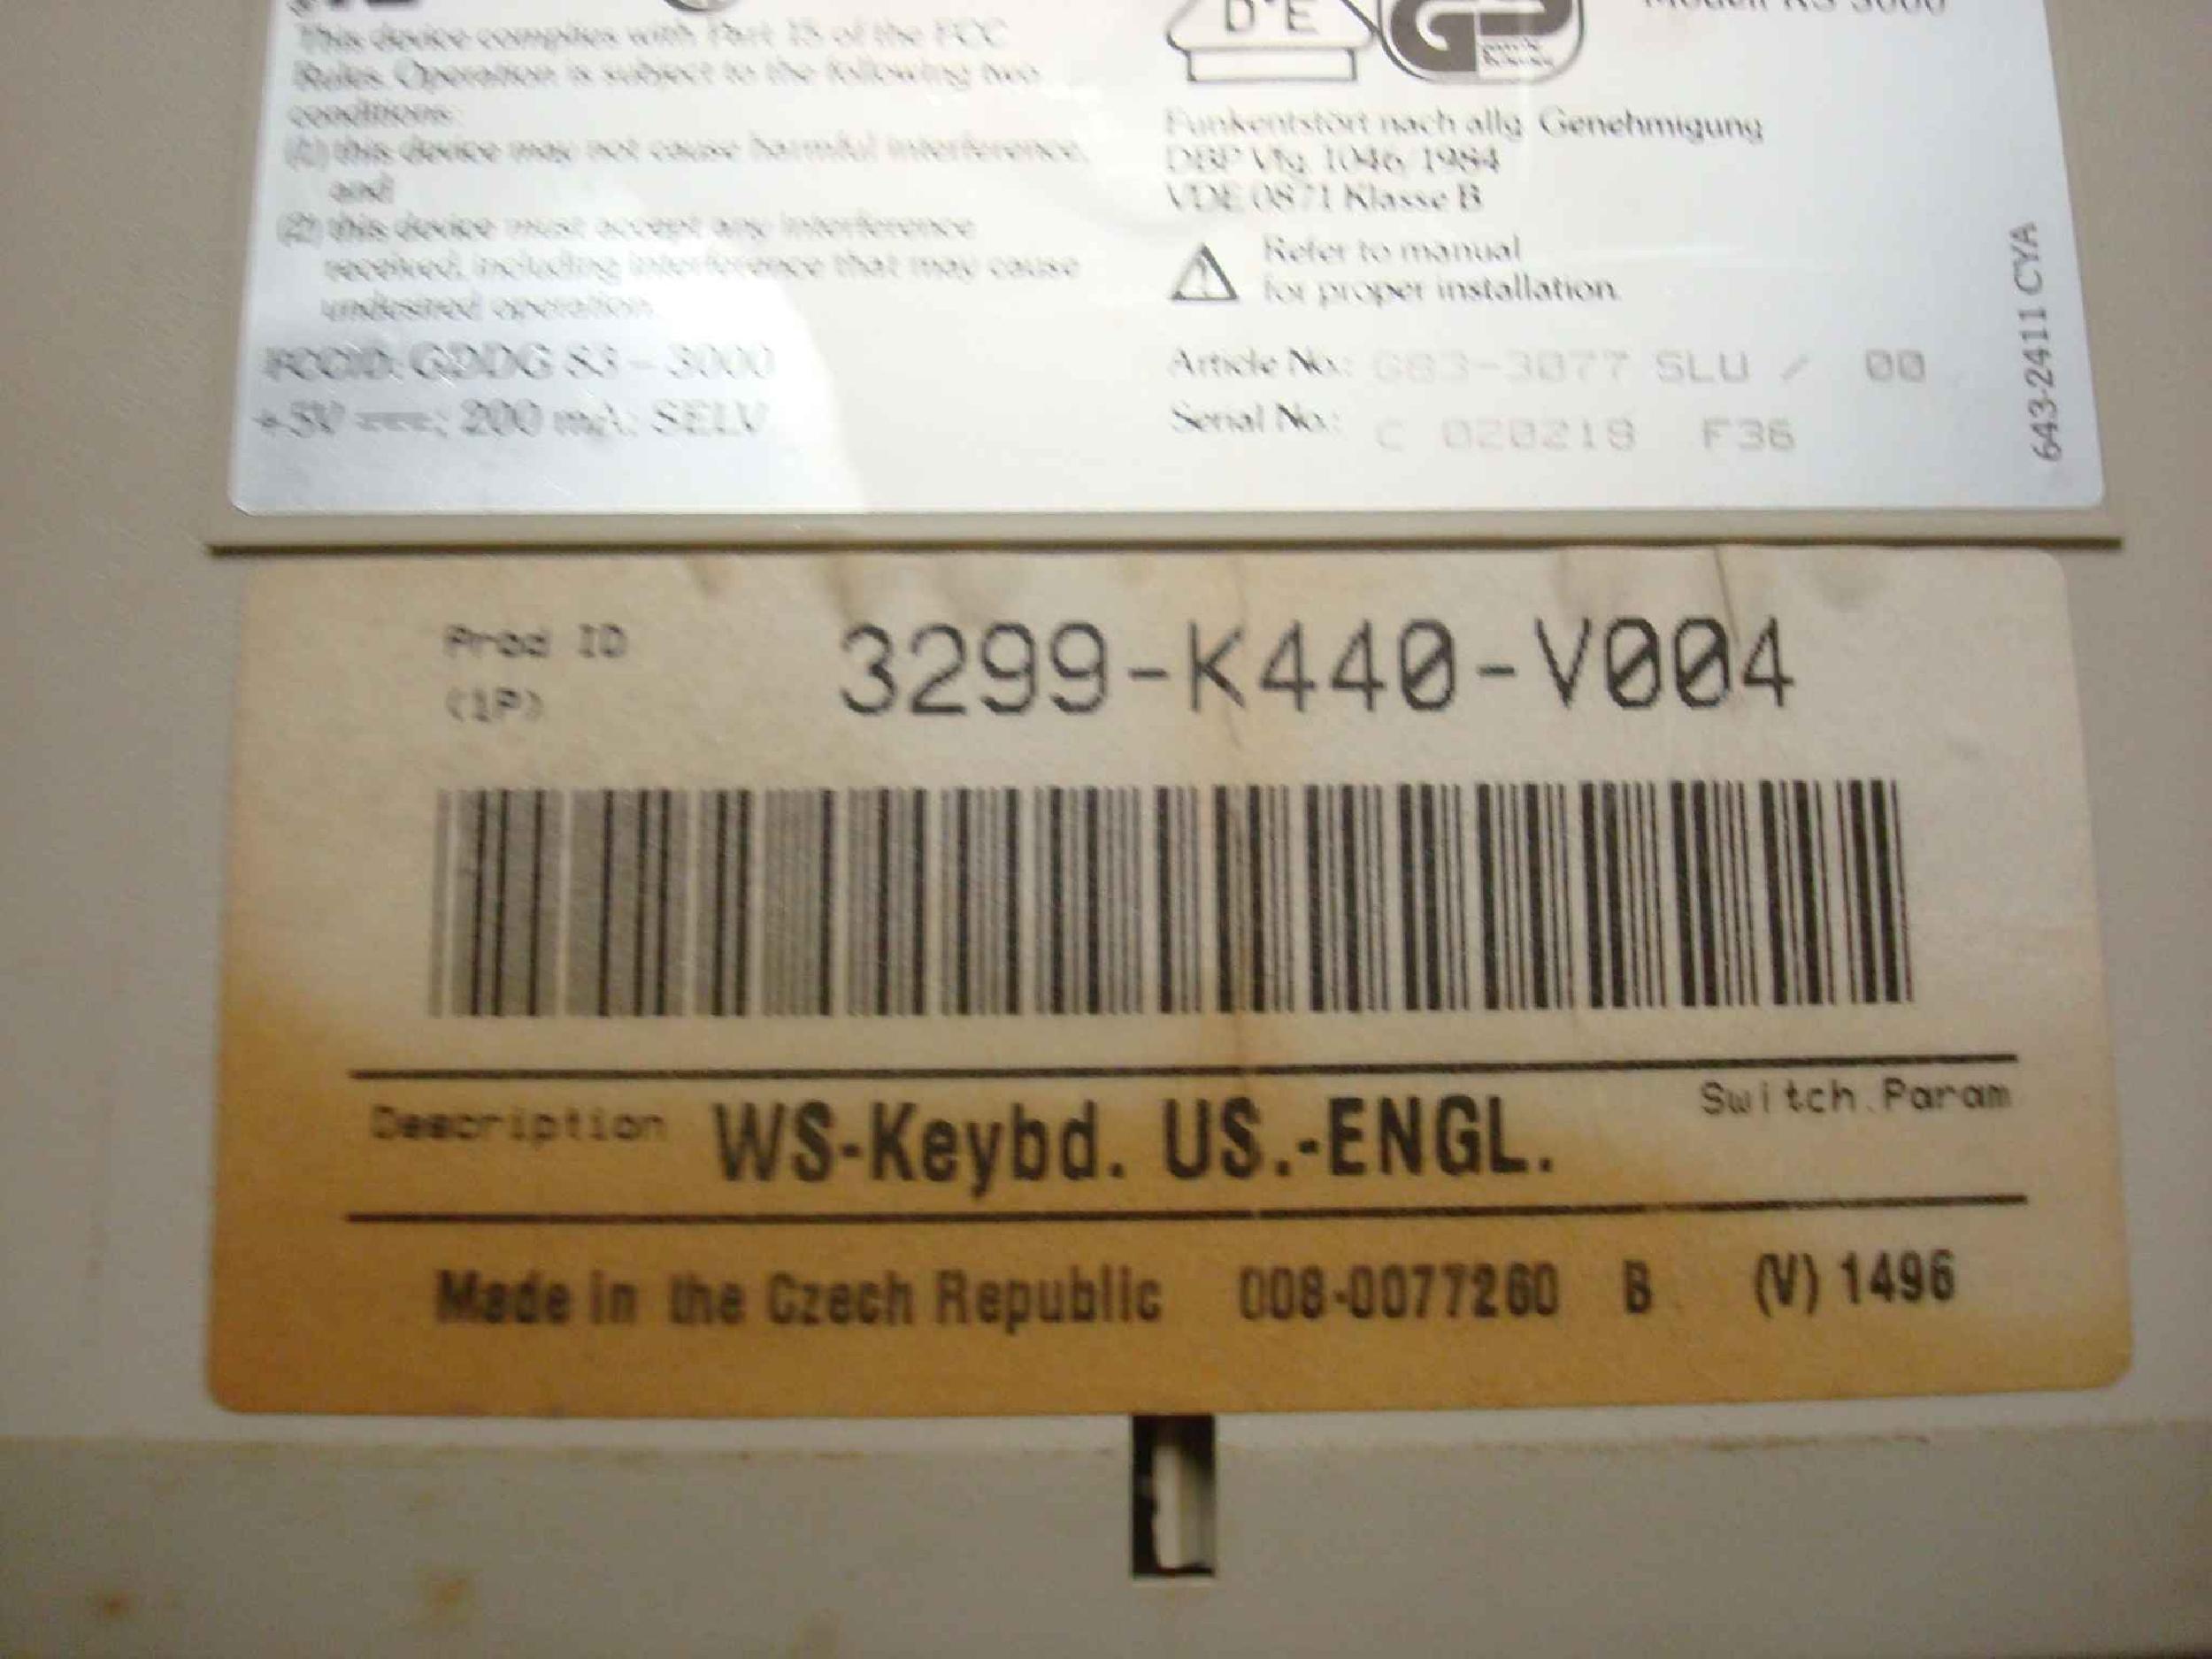 This device complies with Part 15 of the FCC
Rules. Operation is subject to the following two
conditions:
(1) this device may not cause harmful interference,
and
(2) this device must accept any interference
received, including interference that may cause
undesired operation.
FCCID: GDDG 83 - 3000
+5V ; 200 mA; SELV
D E
GS
Modell RS 3000
Funkentstört nach allg. Genehmigung
DBP Vfg. 1046/1984
VDE 0871 Klasse B
Refer to manual
for proper installation.
Article No.: G83-3077 SLU / 00
Serial No.: C 020218 F36
643-2411 CYA
Prod ID
(1P)
3299-K440-V004
Description WS-Keybd. US.-ENGL.
Switch.Param
Made in the Czech Republic 008-0077260 B (V) 1496